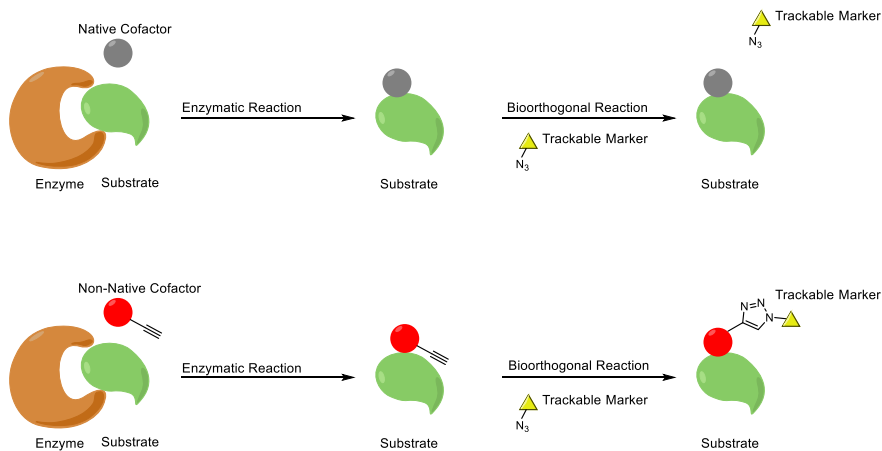 Native Cofactor
Enzyme
Substrate
Enzymatic Reaction
Substrate
Bioorthogonal Reaction
Trackable Marker
N3
Trackable Marker
N3
Substrate
Non-Native Cofactor
Enzyme
Substrate
Enzymatic Reaction
Substrate
Bioorthogonal Reaction
Trackable Marker
N3
Trackable Marker
N
N
N
Substrate